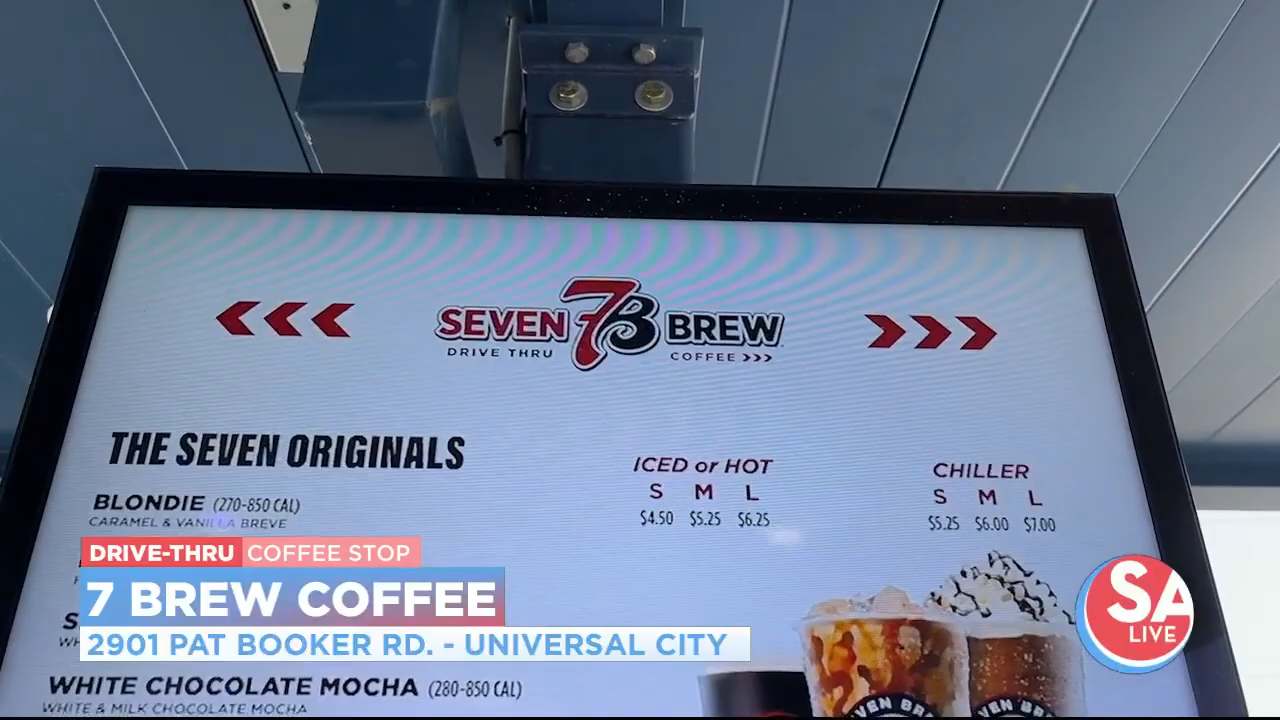 SEVEN 7B BREW
DRIVE THRU COFFEE >>>
THE SEVEN ORIGINALS
ICED or HOT
S M L
$4.50 $5.25 $6.25
CHILLER
S M L
$5.25 $6.00 $7.00
BLONDIE (270-850 CAL)
CARAMEL & VANILLA BREVE
DRIVE-THRU COFFEE STOP
7 BREW COFFEE
2901 PAT BOOKER RD. - UNIVERSAL CITY
WHITE CHOCOLATE MOCHA (280-850 CAL)
WHITE & MILK CHOCOLATE MOCHA
SA
LIVE